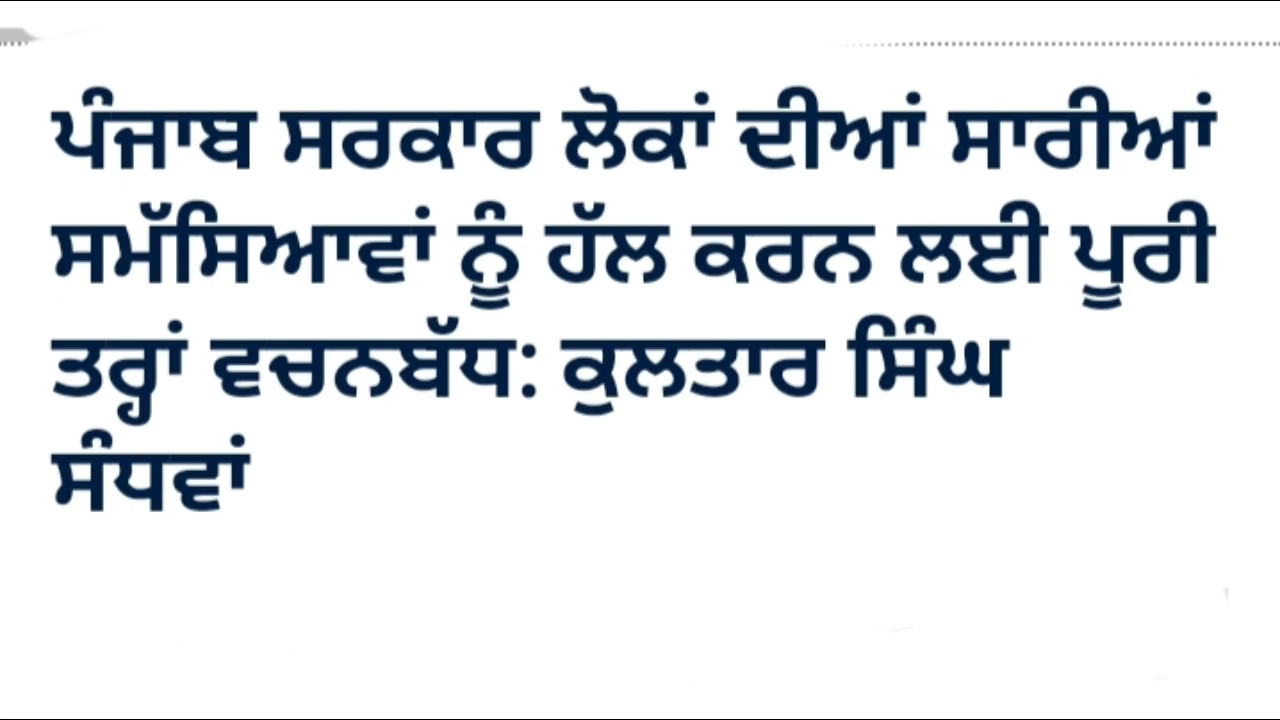 ਪੰਜਾਬ ਸਰਕਾਰ ਲੋਕਾਂ ਦੀਆਂ ਸਾਰੀਆਂ
ਸਮੱਸਿਆਵਾਂ ਨੂੰ ਹੱਲ ਕਰਨ ਲਈ ਪੂਰੀ
ਤਰ੍ਹਾਂ ਵਚਨਬੱਧ: ਕੁਲਤਾਰ ਸਿੰਘ
ਸੰਧਵਾਂ